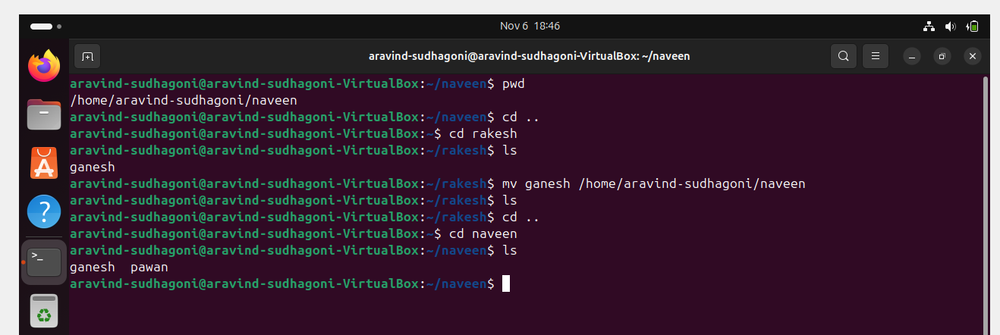 Nov 6 18:46
aravind-sudhagoni@aravind-sudhagoni-VirtualBox: ~/naveen
aravind-sudhagoni@aravind-sudhagoni-VirtualBox:~/naveen$ pwd
/home/aravind-sudhagoni/naveen
aravind-sudhagoni@aravind-sudhagoni-VirtualBox:~/naveen$ cd ..
aravind-sudhagoni@aravind-sudhagoni-VirtualBox:~$ cd rakesh
aravind-sudhagoni@aravind-sudhagoni-VirtualBox:~/rakesh$ ls
ganesh
aravind-sudhagoni@aravind-sudhagoni-VirtualBox:~/rakesh$ mv ganesh /home/aravind-sudhagoni/naveen
aravind-sudhagoni@aravind-sudhagoni-VirtualBox:~/rakesh$ ls
aravind-sudhagoni@aravind-sudhagoni-VirtualBox:~/rakesh$ cd ..
aravind-sudhagoni@aravind-sudhagoni-VirtualBox:~$ cd naveen
aravind-sudhagoni@aravind-sudhagoni-VirtualBox:~/naveen$ ls
ganesh  pawan
aravind-sudhagoni@aravind-sudhagoni-VirtualBox:~/naveen$